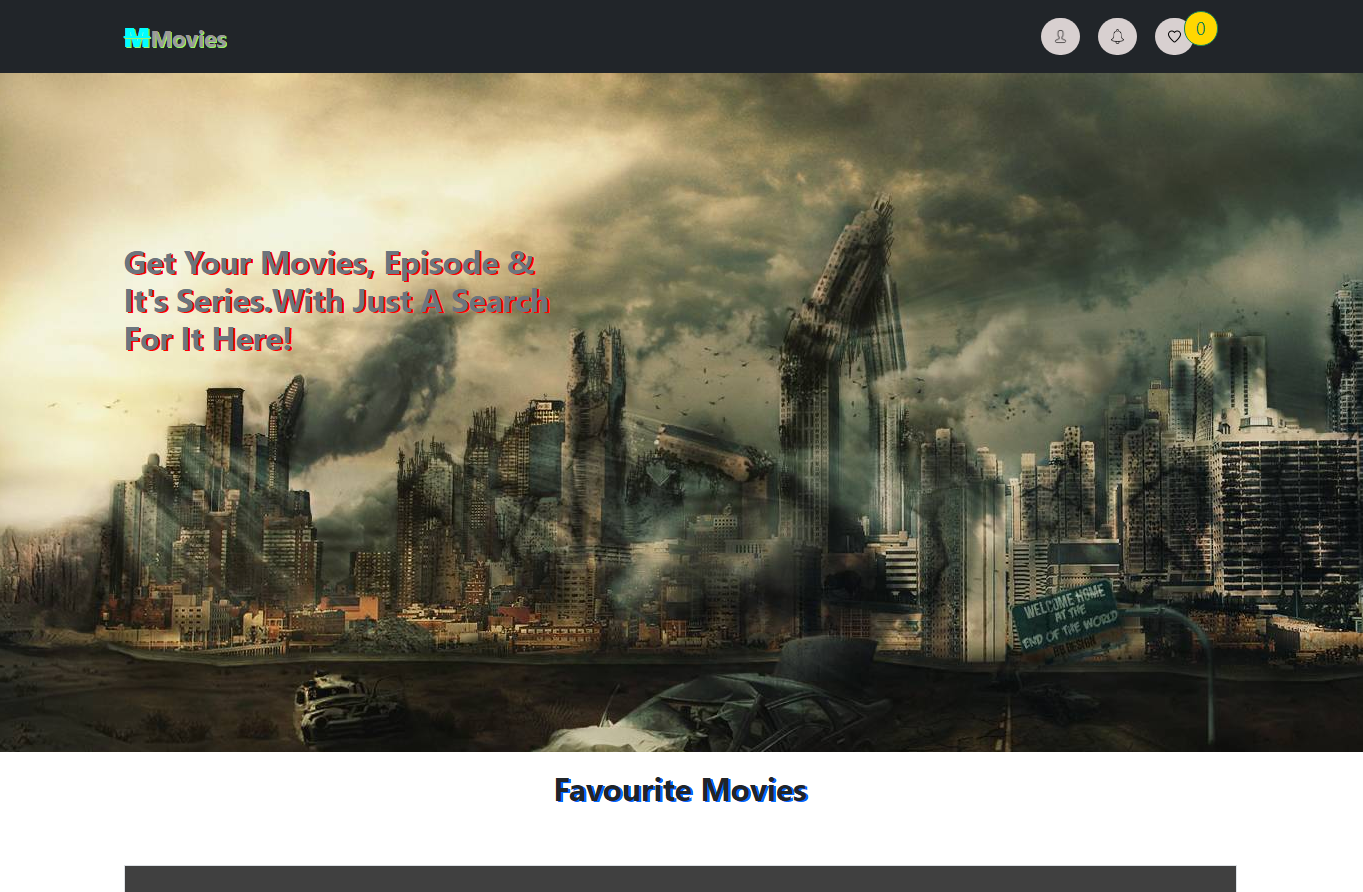 MMovies
0
Get Your Movies, Episode &
It's Series.With Just A Search
For It Here!
WELCOME HOME
AT THE
END OF THE WORLD
Favourite Movies